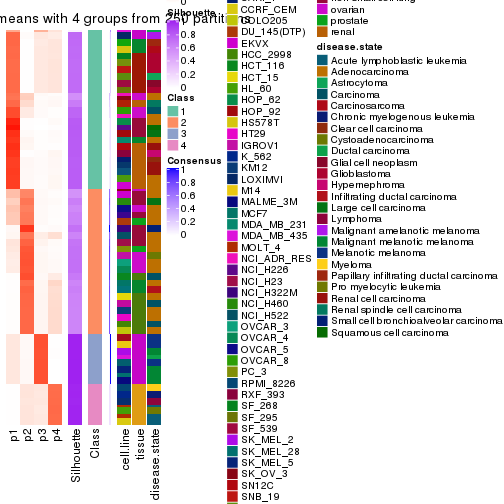 means with 4 groups from 250 partitions
Silhouette
0
1
0.8
0.6
0.4
0.2
0
Class
1
2
3
4
Consensus
1
0.8
0.6
0.4
0.2
0
p1
p2
p3
p4
Silhouette
Class
cell.line
tissue
disease.state
CCRF_CEM
COLO205
DU_145(DTP)
EKVX
HCC_2998
HCT_116
HCT_15
HL_60
HOP_62
HOP_92
HS578T
HT29
IGROV1
K_562
KM12
LOXIMVI
M14
MALME_3M
MCF7
MDA_MB_231
MDA_MB_435
MOLT_4
NCI_ADR_RES
NCI_H226
NCI_H23
NCI_H322M
NCI_H460
NCI_H522
OVCAR_3
OVCAR_4
OVCAR_5
OVCAR_8
PC_3
RPMI_8226
RXF_393
SF_268
SF_295
SF_539
SK_MEL_2
SK_MEL_28
SK_MEL_5
SK_OV_3
SN12C
SNB_19
ovarian
prostate
renal
disease.state
Acute lymphoblastic leukemia
Adenocarcinoma
Astrocytoma
Carcinoma
Carcinosarcoma
Chronic myelogenous leukemia
Clear cell carcinoma
Cystoadenocarcinoma
Ductal carcinoma
Glial cell neoplasm
Glioblastoma
Hypernephroma
Infiltrating ductal carcinoma
Large cell carcinoma
Lymphoma
Malignant amelanotic melanoma
Malignant melanotic melanoma
Melanotic melanoma
Myeloma
Papillary infiltrating ductal carcinoma
Pro myelocytic leukemia
Renal cell carcinoma
Renal spindle cell carcinoma
Small cell bronchioalveolar carcinoma
Squamous cell carcinoma